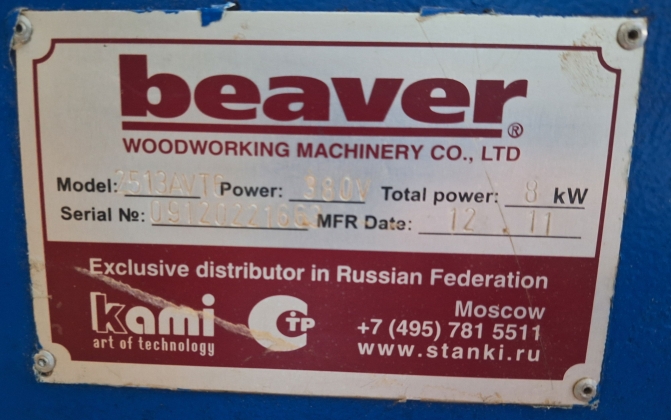 beaver®
WOODWORKING MACHINERY CO., LTD
Model: Power: 380V Total power: 8 kW
Serial №: MFR Date: 12.11
Exclusive distributor in Russian Federation
kami
art of technology
СТР
Moscow
+7 (495) 781 5511
www.stanki.ru